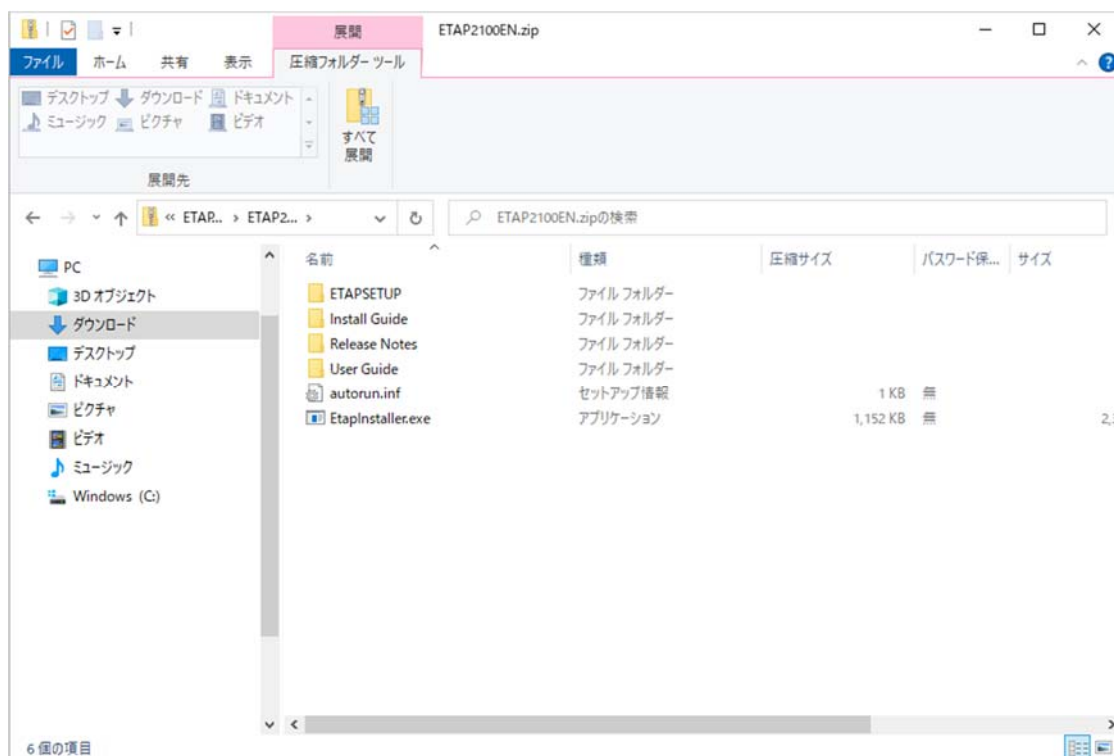 展開 ETAP2100EN.zip
ファイル ホーム 共有 表示 圧縮フォルダー ツール
デスクトップ ダウンロード ドキュメント
ミュージック ピクチャ ビデオ
すべて
展開
展開先
« ETAP... › ETAP2... › ETAP2100EN.zipの検索
PC
3D オブジェクト
ダウンロード
デスクトップ
ドキュメント
ピクチャ
ビデオ
ミュージック
Windows (C:)
名前 種類 圧縮サイズ パスワード保... サイズ
ETAPSETUP ファイル フォルダー
Install Guide ファイル フォルダー
Release Notes ファイル フォルダー
User Guide ファイル フォルダー
autorun.inf セットアップ情報 1 KB 無
EtapInstaller.exe アプリケーション 1,152 KB 無
6 個の項目